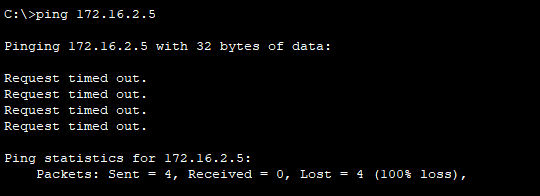 C:\>ping 172.16.2.5
Pinging 172.16.2.5 with 32 bytes of data:
Request timed out.
Request timed out.
Request timed out.
Request timed out.
Ping statistics for 172.16.2.5:
    Packets: Sent = 4, Received = 0, Lost = 4 (100% loss),